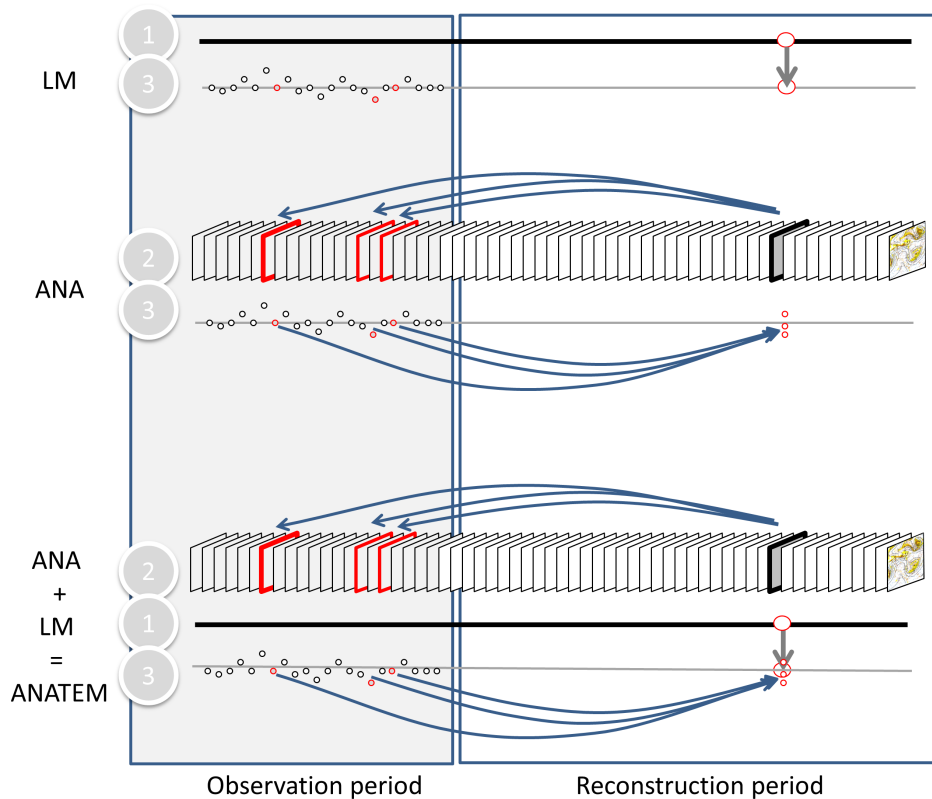 1
LM
3
2
ANA
3
ANA
2
+
1
LM
=
3
ANATEM
Observation period
Reconstruction period